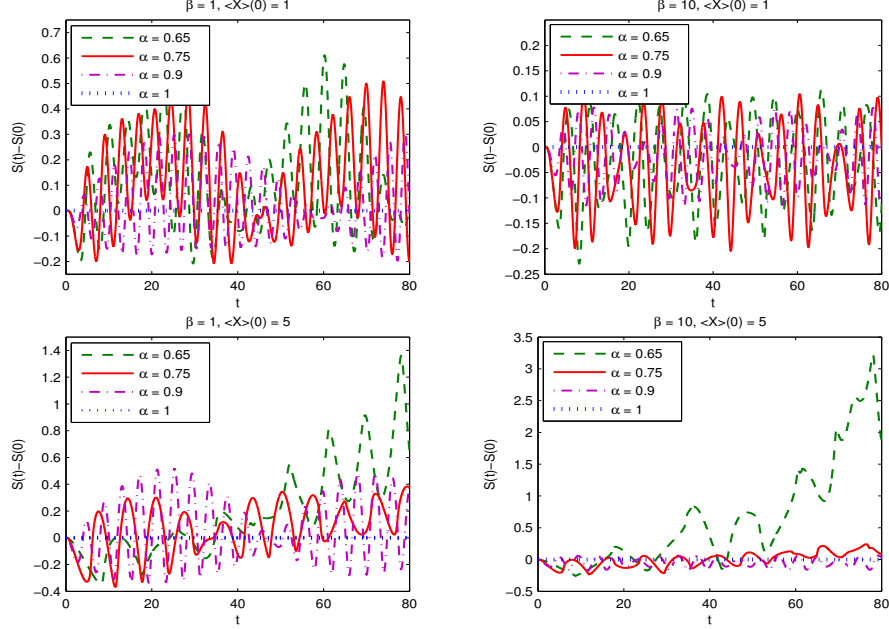 β = 1, <X>(0) = 1
0.7
0.6
0.5
0.4
0.3
0.2
0.1
0
−0.1
−0.2
S(t)−S(0)
α = 0.65
α = 0.75
α = 0.9
α = 1
0 20 40 60 80
t
β = 10, <X>(0) = 1
0.2
0.15
0.1
0.05
0
−0.05
−0.1
−0.15
−0.2
−0.25
S(t)−S(0)
α = 0.65
α = 0.75
α = 0.9
α = 1
0 20 40 60 80
t
β = 1, <X>(0) = 5
1.4
1.2
1
0.8
0.6
0.4
0.2
0
−0.2
−0.4
S(t)−S(0)
α = 0.65
α = 0.75
α = 0.9
α = 1
0 20 40 60 80
t
β = 10, <X>(0) = 5
3.5
3
2.5
2
1.5
1
0.5
0
−0.5
S(t)−S(0)
α = 0.65
α = 0.75
α = 0.9
α = 1
0 20 40 60 80
t